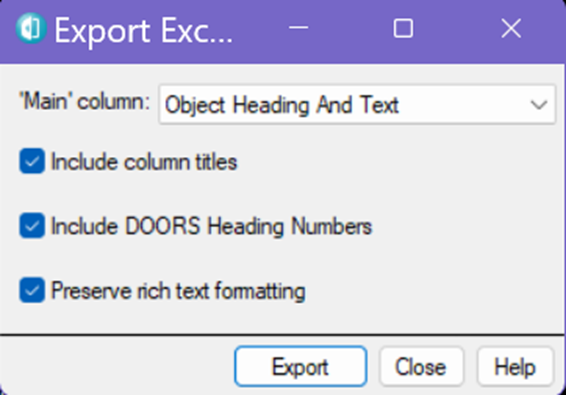 Export Exc...
'Main' column: Object Heading And Text
Include column titles
Include DOORS Heading Numbers
Preserve rich text formatting
Export Close Help